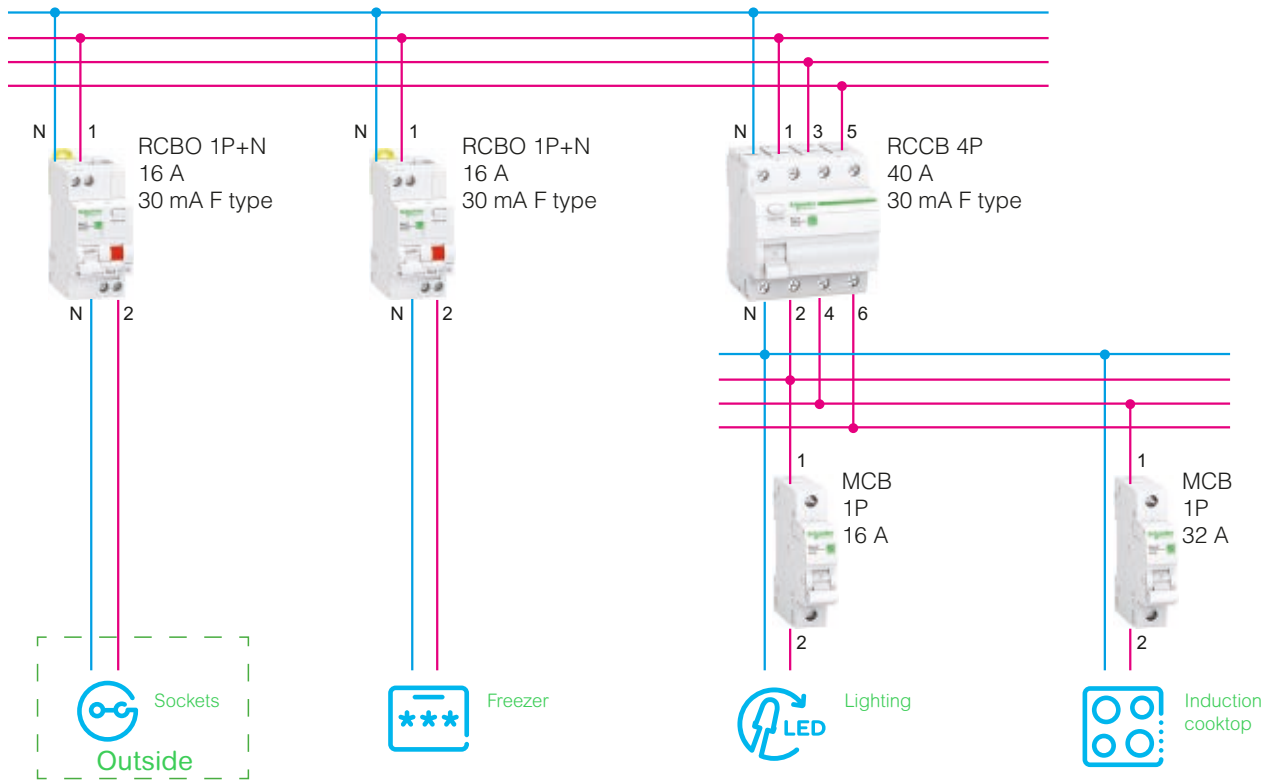 N 1
RCBO 1P+N
16 A
30 mA F type
N 2
N 1
RCBO 1P+N
16 A
30 mA F type
N 2
N 1 3 5
RCCB 4P
40 A
30 mA F type
N 2 4 6
1
MCB
1P
16 A
2
1
MCB
1P
32 A
2
Sockets
Outside
Freezer
LED
Lighting
Induction
cooktop